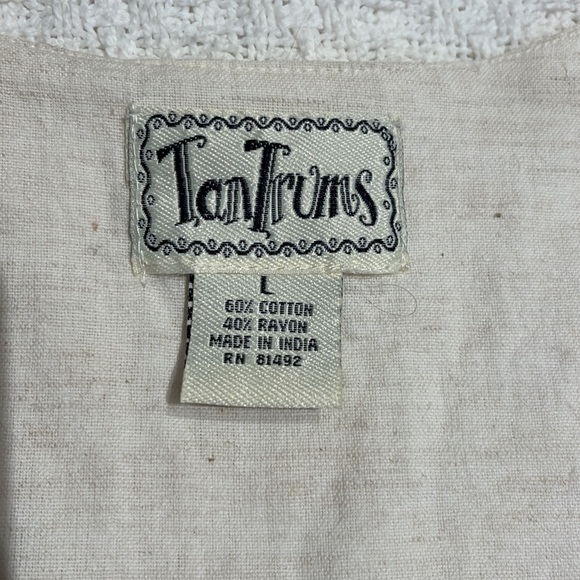 TanTrums
L
60% COTTON
40% RAYON
MADE IN INDIA
RN 81492